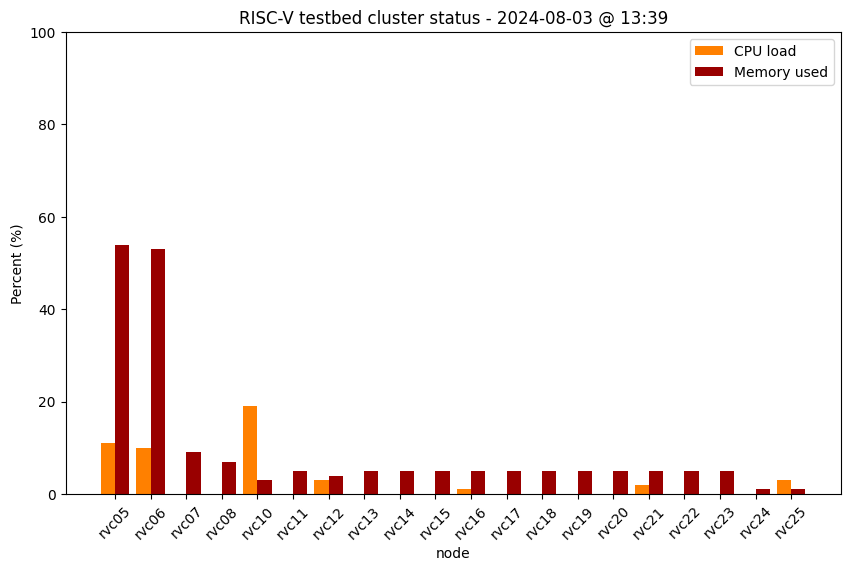 RISC-V testbed cluster status - 2024-08-03 @ 13:39
CPU load
Memory used
Percent (%)
100
80
60
40
20
0
rvc05
rvc06
rvc07
rvc08
rvc10
rvc11
rvc12
rvc13
rvc14
rvc15
rvc16
rvc17
rvc18
rvc19
rvc20
rvc21
rvc22
rvc23
rvc24
rvc25
node